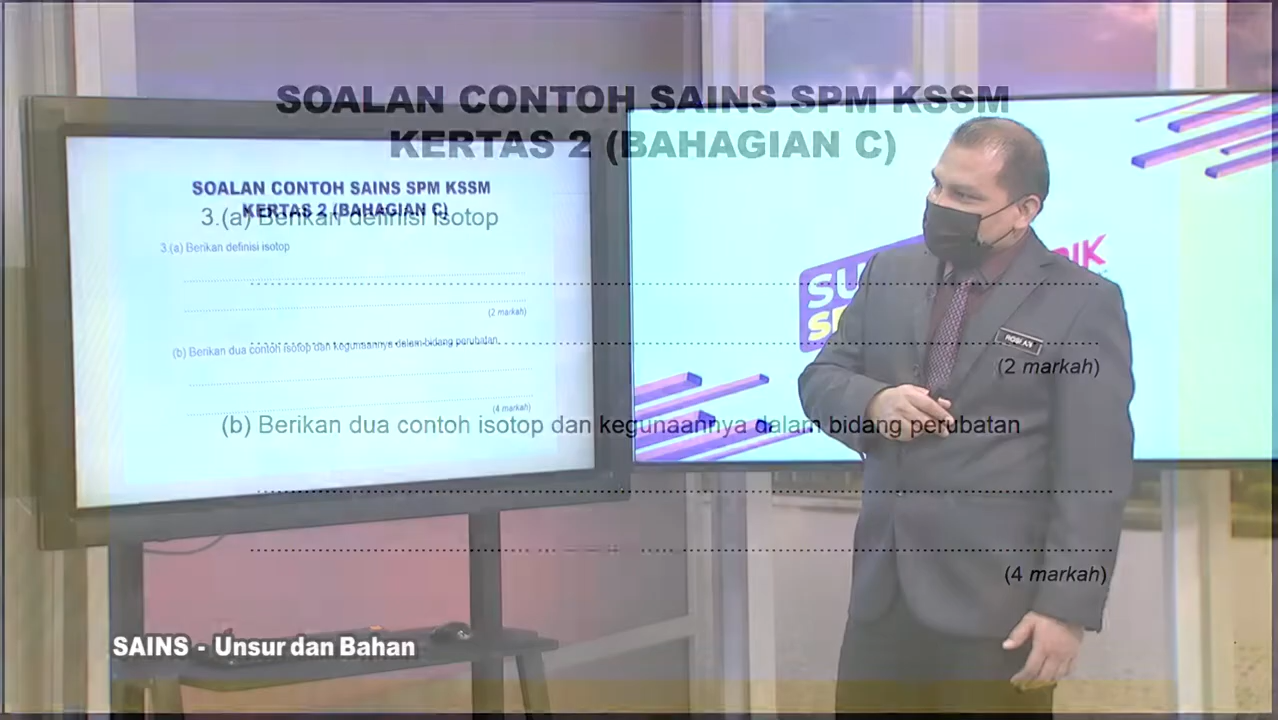 SOALAN CONTOH SAINS SPM KSSM
KERTAS 2 (BAHAGIAN C)
3.(a) Berikan definisi isotop
(2 markah)
(b) Berikan dua contoh isotop dan kegunaannya dalam bidang perubatan
(4 markah)
SOALAN CONTOH SAINS SPM KSSM
KERTAS 2 (BAHAGIAN C)
3.(a) Berikan definisi isotop
(2 markah)
(b) Berikan dua contoh isotop dan kegunaannya dalam bidang perubatan
(4 markah)
SAINS - Unsur dan Bahan